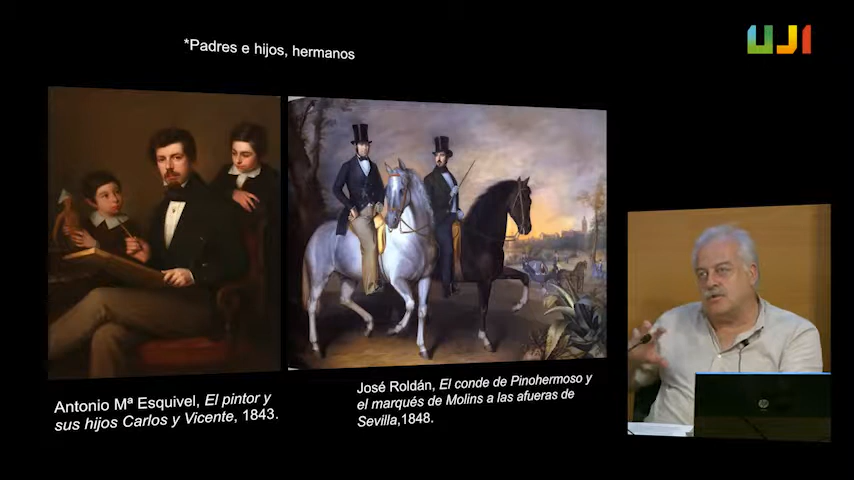 *Padres e hijos, hermanos
UJI
Antonio Mª Esquivel, El pintor y
sus hijos Carlos y Vicente, 1843.
José Roldán, El conde de Pinohermoso y
el marqués de Molins a las afueras de
Sevilla,1848.